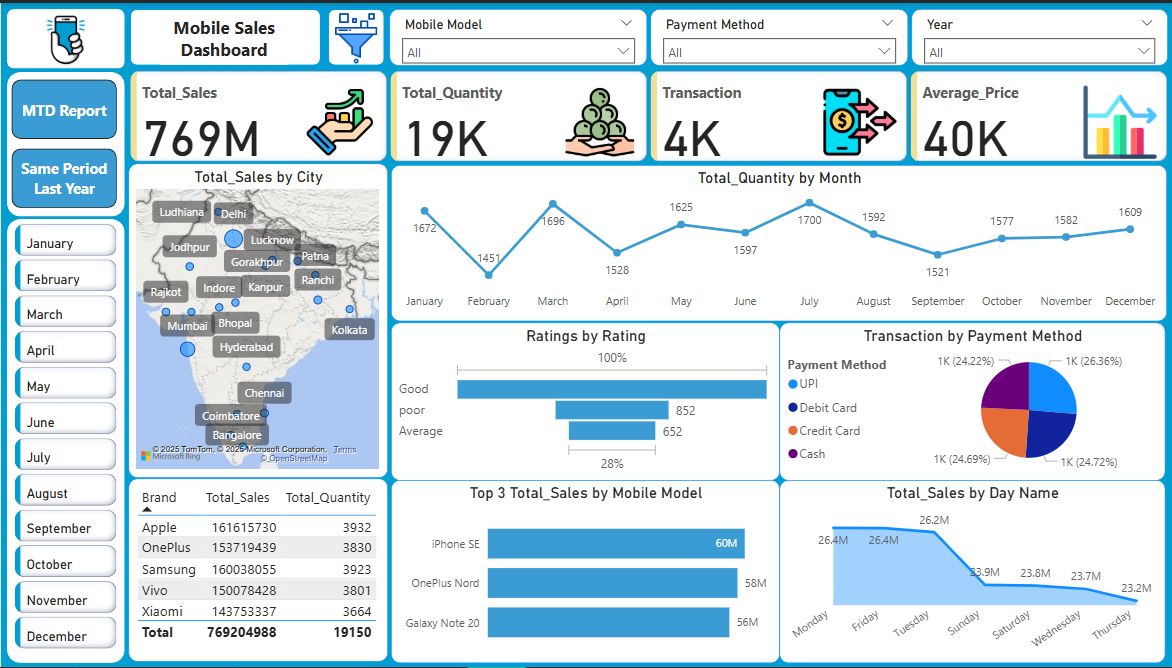 Mobile Sales
Dashboard
Mobile Model
All
Payment Method
All
Year
All
MTD Report
Same Period
Last Year
Total_Sales
769M
Total_Quantity
19K
Transaction
4K
Average_Price
40K
January
February
March
April
May
June
July
August
September
October
November
December
Total_Sales by City
Ludhiana
Delhi
Jodhpur
Lucknow
Gorakhpur
Patna
Ranchi
Rajkot
Indore
Kanpur
Mumbai
Bhopal
Kolkata
Hyderabad
Chennai
Coimbatore
Bangalore
© 2025 TomTom, © 2025 Microsoft Corporation, Terms
© OpenStreetMap
Microsoft Bing
Total_Quantity by Month
1672
1451
1696
1528
1625
1597
1700
1592
1521
1577
1582
1609
January February March April May June July August September October November December
Ratings by Rating
100%
Good
poor 852
Average 652
28%
Transaction by Payment Method
Payment Method
UPI
Debit Card
Credit Card
Cash
1K (24.22%)
1K (26.36%)
1K (24.69%)
1K (24.72%)
Brand Total_Sales Total_Quantity
Apple 161615730 3932
OnePlus 153719439 3830
Samsung 160038055 3923
Vivo 150078428 3801
Xiaomi 143753337 3664
Total 769204988 19150
Top 3 Total_Sales by Mobile Model
iPhone SE 60M
OnePlus Nord 58M
Galaxy Note 20 56M
Total_Sales by Day Name
26.4M
26.4M
26.2M
23.9M
23.8M
23.7M
23.2M
Monday Friday Tuesday Sunday Saturday Wednesday Thursday